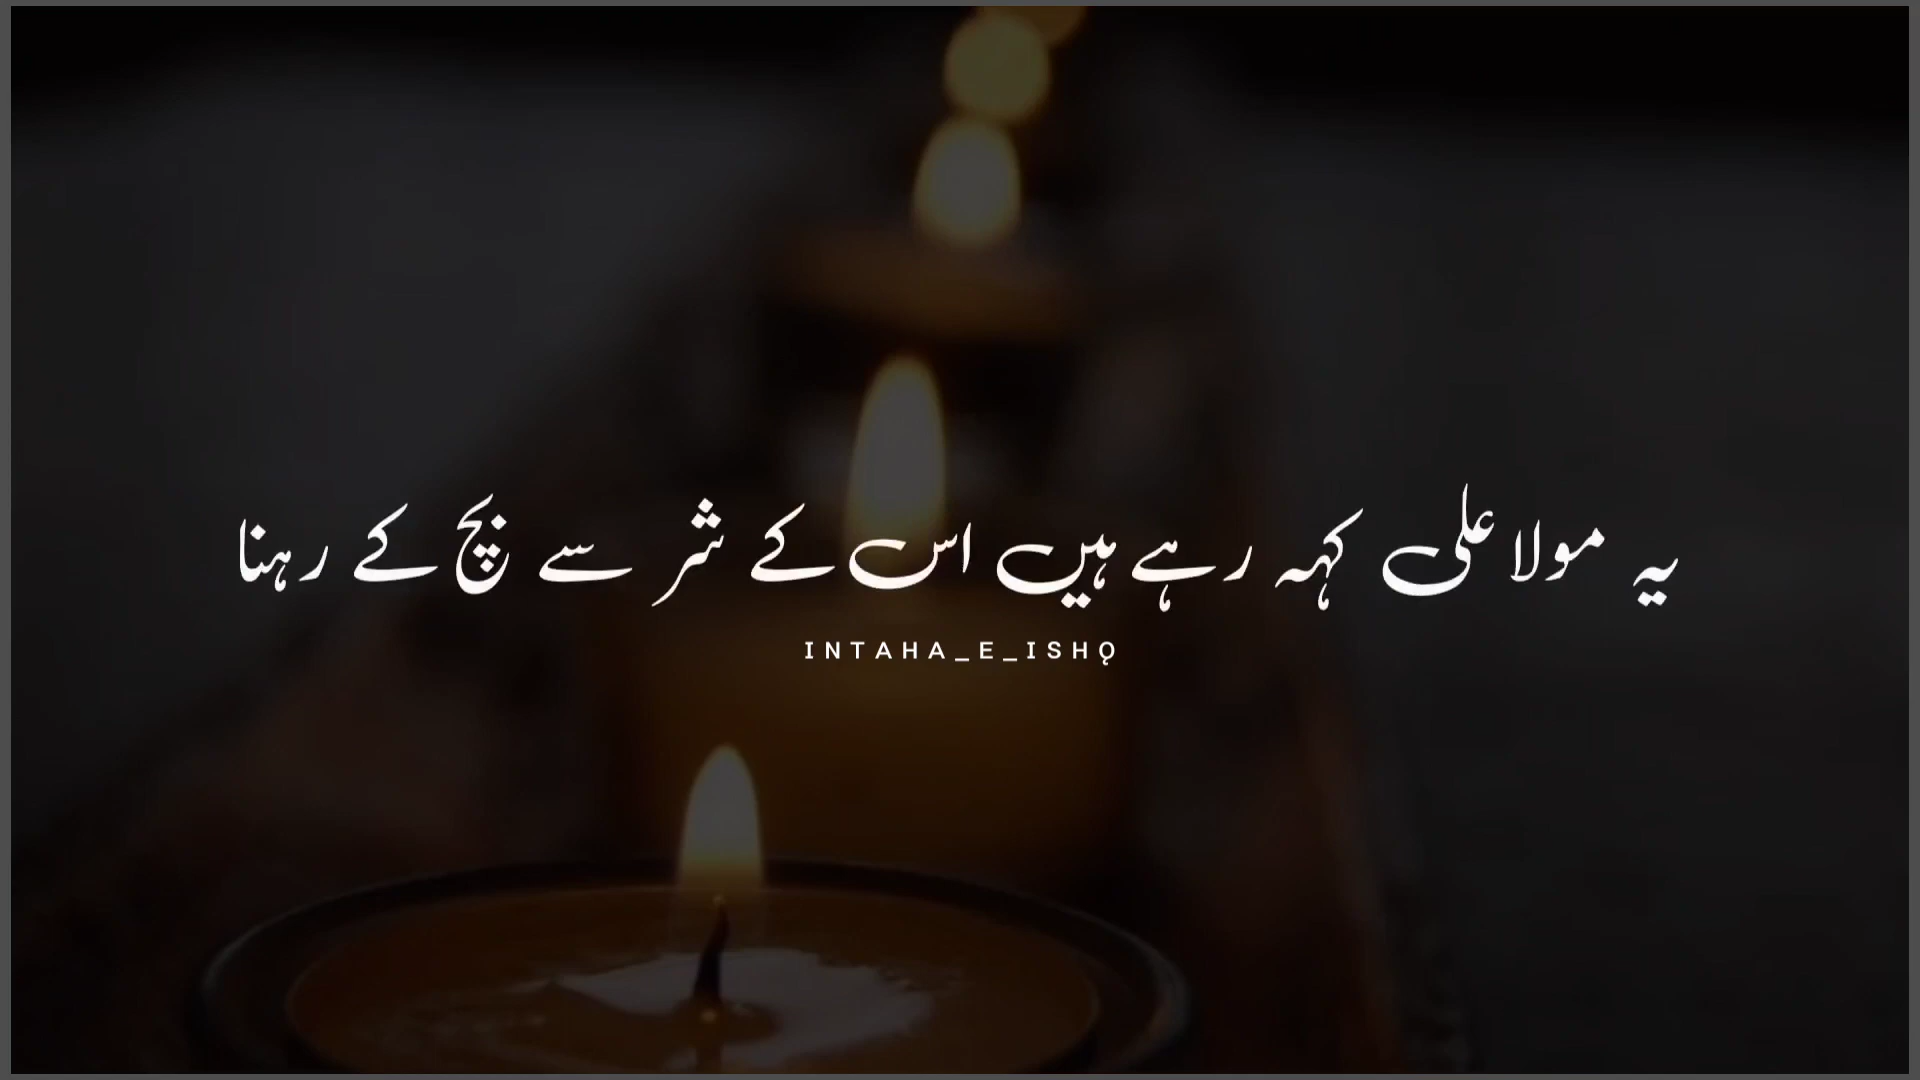 یہ مولا علی کہہ رہے ہیں اس کے شر سے بچ کے رہنا
INTAHA_E_ISHQ